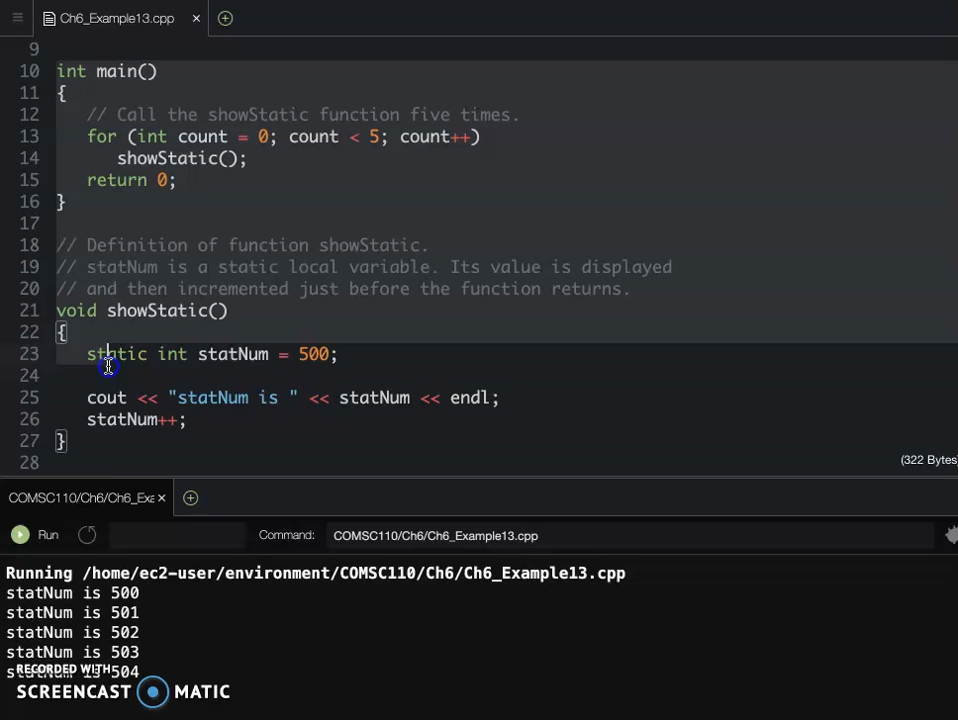 Ch6_Example13.cpp
9
10 int main()
11 {
12 // Call the showStatic function five times.
13 for (int count = 0; count < 5; count++)
14 showStatic();
15 return 0;
16 }
17
18 // Definition of function showStatic.
19 // statNum is a static local variable. Its value is displayed
20 // and then incremented just before the function returns.
21 void showStatic()
22 {
23 static int statNum = 500;
24
25 cout << "statNum is " << statNum << endl;
26 statNum++;
27 }
28
(322 Bytes
COMSC110/Ch6/Ch6_Exa
Run Command: COMSC110/Ch6/Ch6_Example13.cpp
Running /home/ec2-user/environment/COMSC110/Ch6/Ch6_Example13.cpp
statNum is 500
statNum is 501
statNum is 502
statNum is 503
statNum is 504
RECORDED WITH
SCREENCAST MATIC